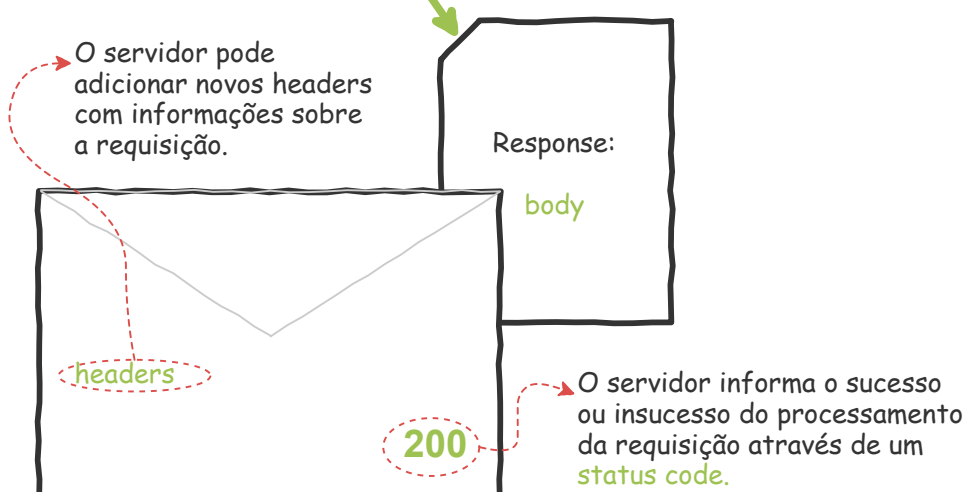 O servidor pode
adicionar novos headers
com informações sobre
a requisição.
Response:
body
headers
200
O servidor informa o sucesso
ou insucesso do processamento
da requisição através de um
status code.